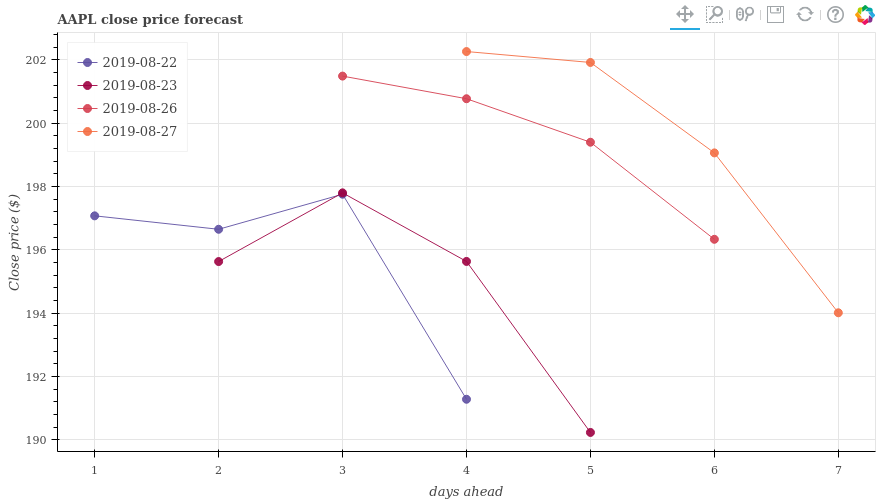 AAPL close price forecast
2019-08-22
2019-08-23
2019-08-26
2019-08-27
Close price ($)
202
200
198
196
194
192
190
1 2 3 4 5 6 7
days ahead